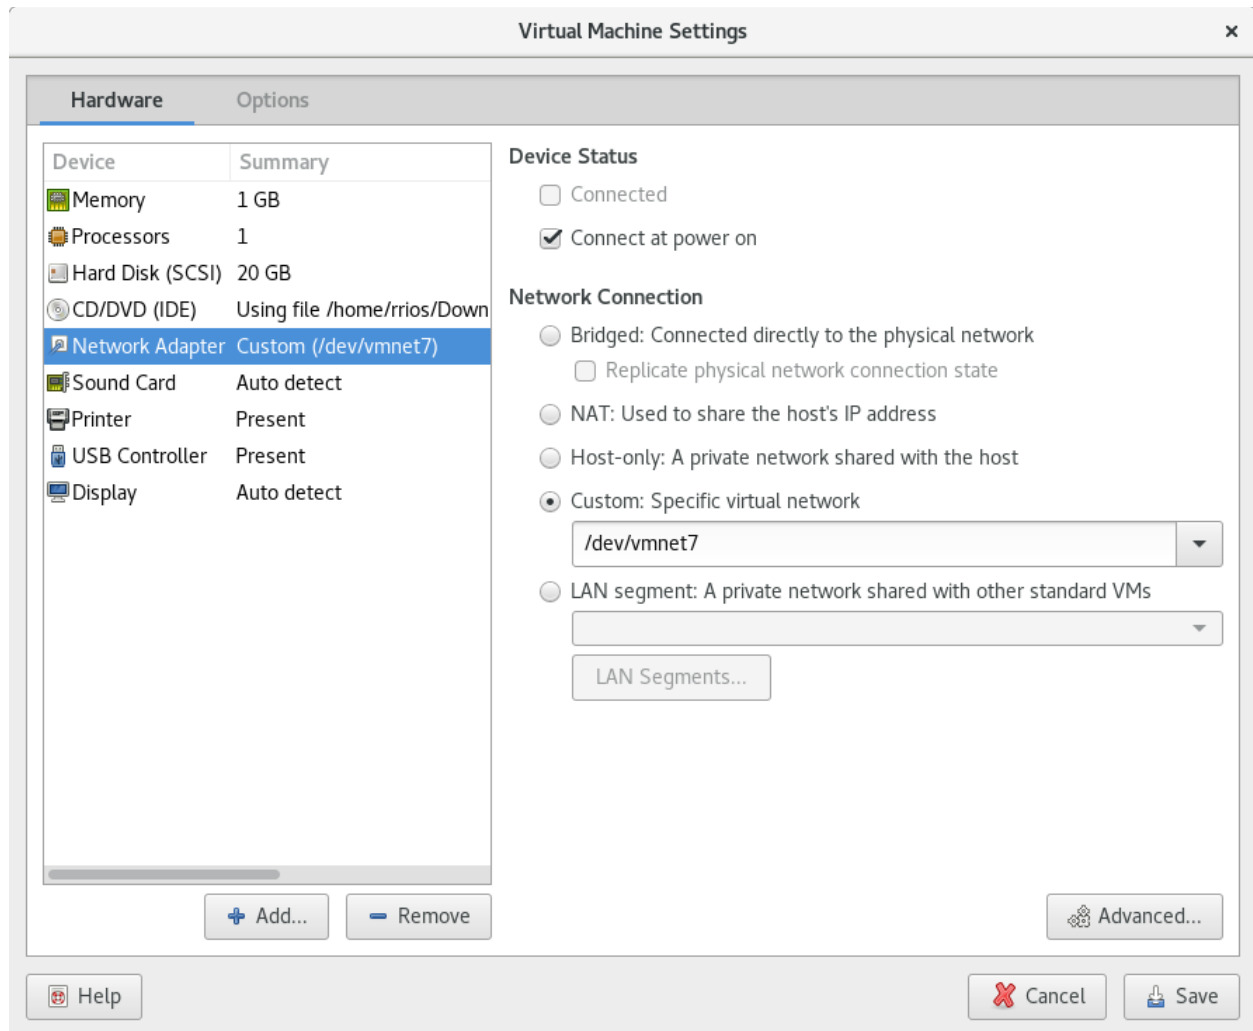 Virtual Machine Settings
Hardware Options
Device Summary
Memory 1 GB
Processors 1
Hard Disk (SCSI) 20 GB
CD/DVD (IDE) Using file /home/rrios/Down
Network Adapter Custom (/dev/vmnet7)
Sound Card Auto detect
Printer Present
USB Controller Present
Display Auto detect
Add...
Remove
Device Status
Connected
Connect at power on
Network Connection
Bridged: Connected directly to the physical network
Replicate physical network connection state
NAT: Used to share the host's IP address
Host-only: A private network shared with the host
Custom: Specific virtual network
/dev/vmnet7
LAN segment: A private network shared with other standard VMs
LAN Segments...
Advanced...
Help
Cancel
Save